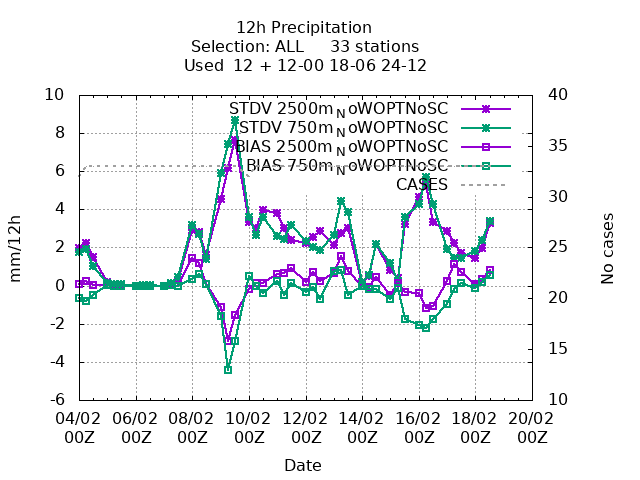 12h Precipitation
Selection: ALL     33 stations
Used  12 + 12-00 18-06 24-12
STDV 2500m_NoWOPTNoSC
STDV 750m_NoWOPTNoSC
BIAS 2500m_NoWOPTNoSC
BIAS 750m_NoWOPTNoSC
CASES
mm/12h
10
8
6
4
2
0
-2
-4
-6
No cases
40
35
30
25
20
15
10
04/02 06/02 08/02 10/02 12/02 14/02 16/02 18/02 20/02
00Z 00Z 00Z 00Z 00Z 00Z 00Z 00Z 00Z
Date